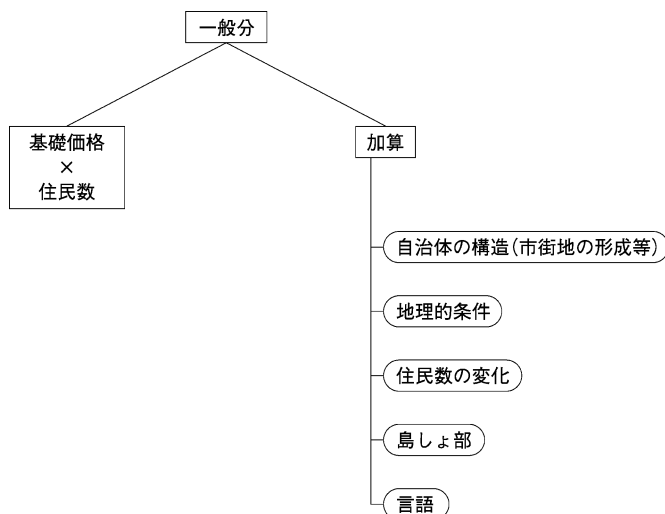 一般分
基礎価格
×
住民数
加算
自治体の構造(市街地の形成等)
地理的条件
住民数の変化
島しょ部
言語